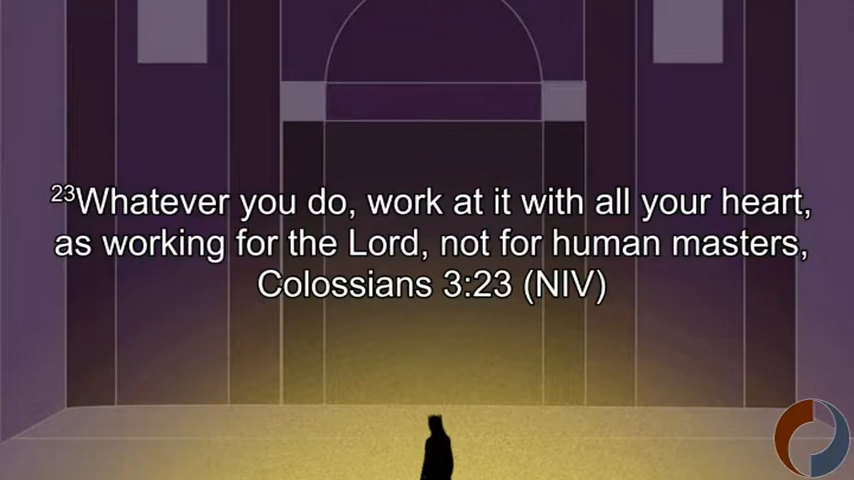 23Whatever you do, work at it with all your heart,
as working for the Lord, not for human masters,
Colossians 3:23 (NIV)